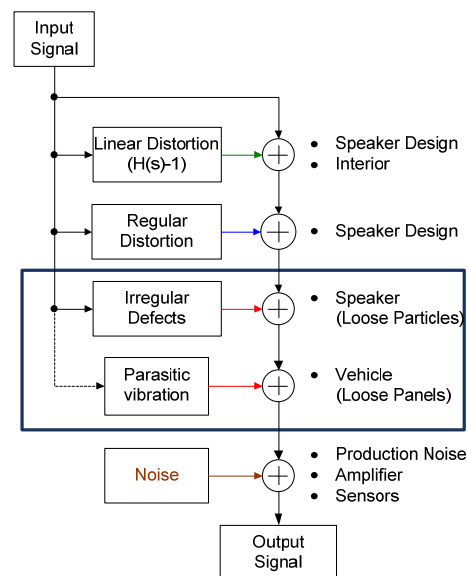 Input
Signal
Linear Distortion
(H(s)-1)
• Speaker Design
• Interior
Regular
Distortion
• Speaker Design
Irregular
Defects
• Speaker
(Loose Particles)
Parasitic
vibration
• Vehicle
(Loose Panels)
Noise
• Production Noise
• Amplifier
• Sensors
Output
Signal